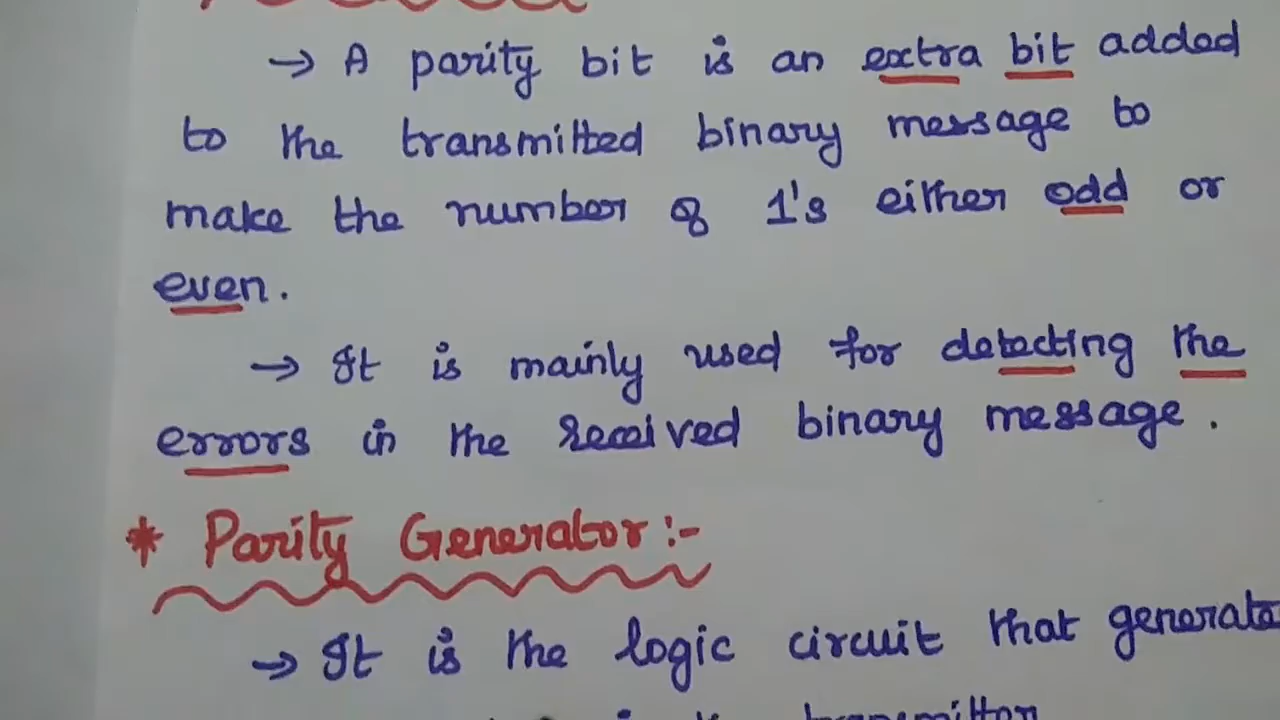 → A parity bit is an extra bit added
to the transmitted binary message to
make the number of 1's either odd or
even.
→ It is mainly used for detecting the
errors in the received binary message.
* Parity Generator:-
→ It is the logic circuit that generate
transmitter